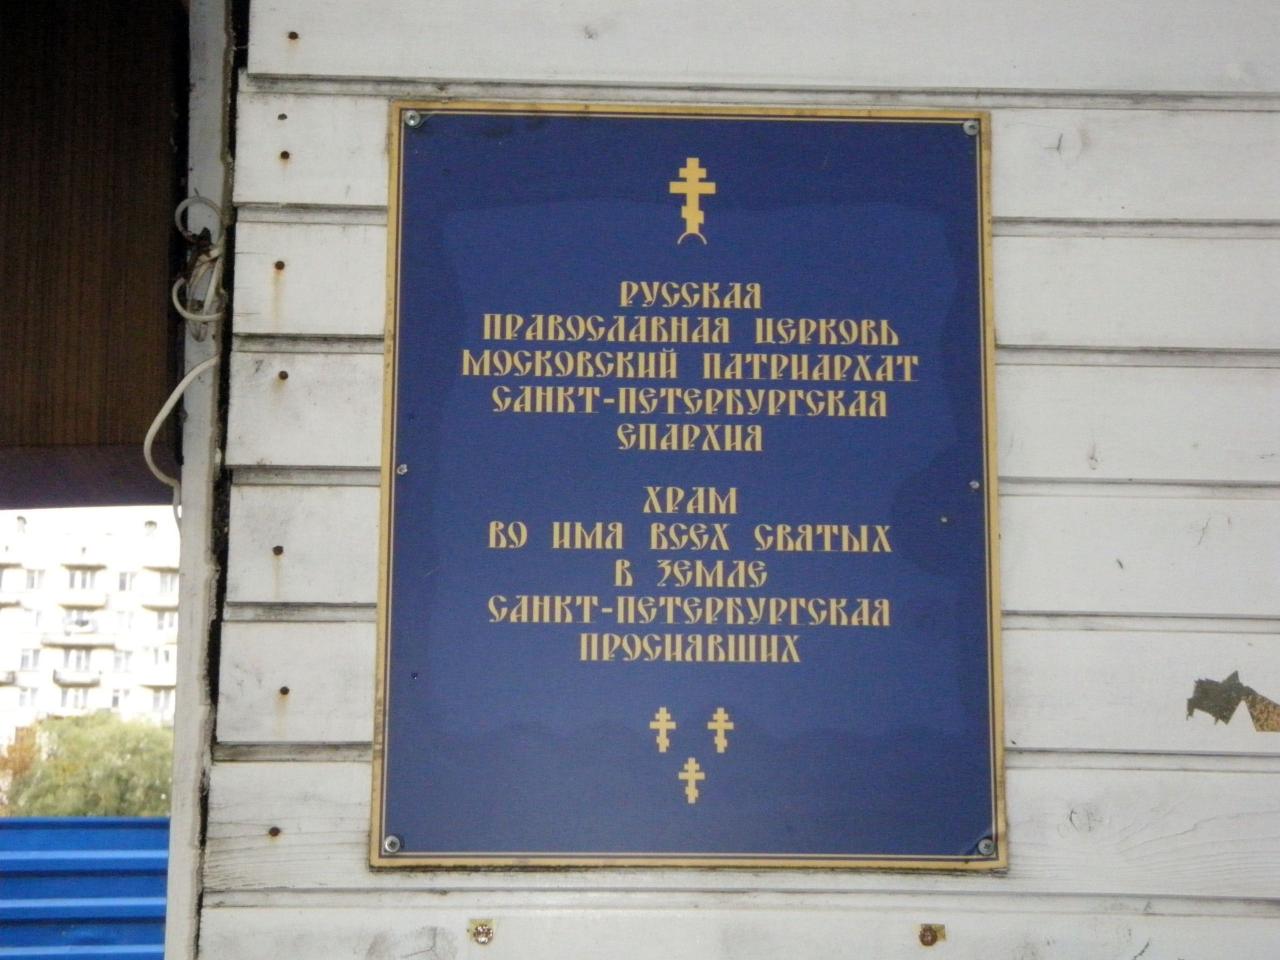 РУССКАЯ
ПРАВОСЛАВНАЯ ЦЕРКОВЬ
МОСКОВСКИЙ ПАТРИАРХАТ
САНКТ-ПЕТЕРБУРГСКАЯ
ЕПАРХИЯ
ХРАМ
ВО ИМЯ ВСЕХ СВЯТЫХ
В ЗЕМЛЕ
САНКТ-ПЕТЕРБУРГСКАЯ
ПРОСИЯВШИХ